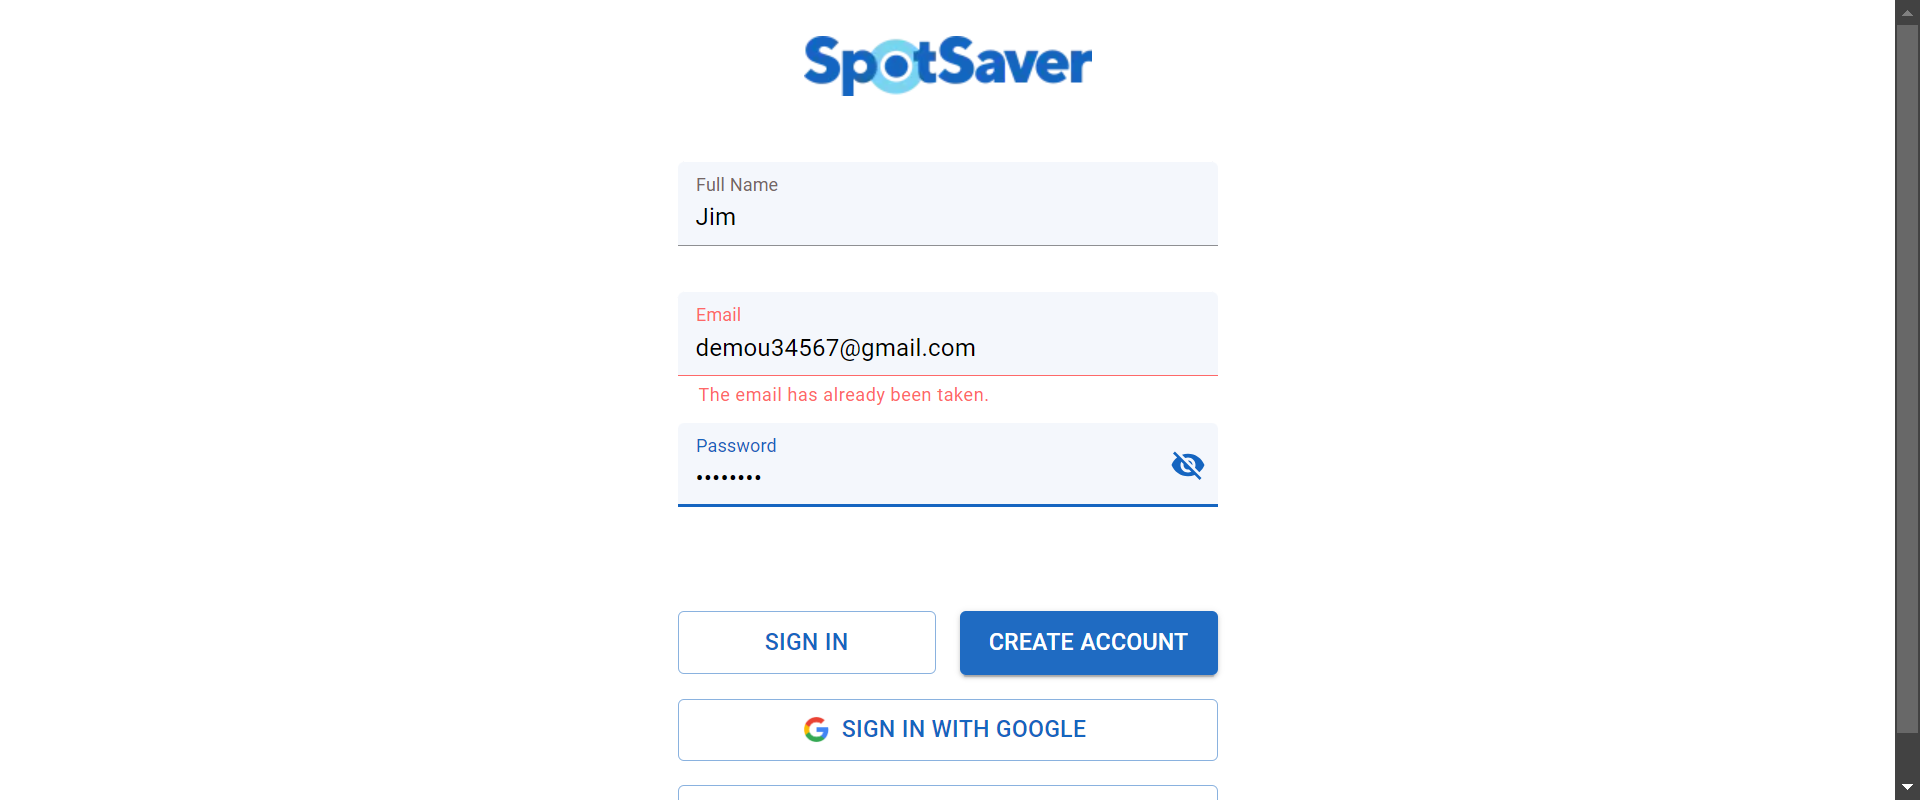 SpotSaver
Full Name
Jim
Email
demou34567@gmail.com
The email has already been taken.
Password
••••••••
SIGN IN
CREATE ACCOUNT
SIGN IN WITH GOOGLE